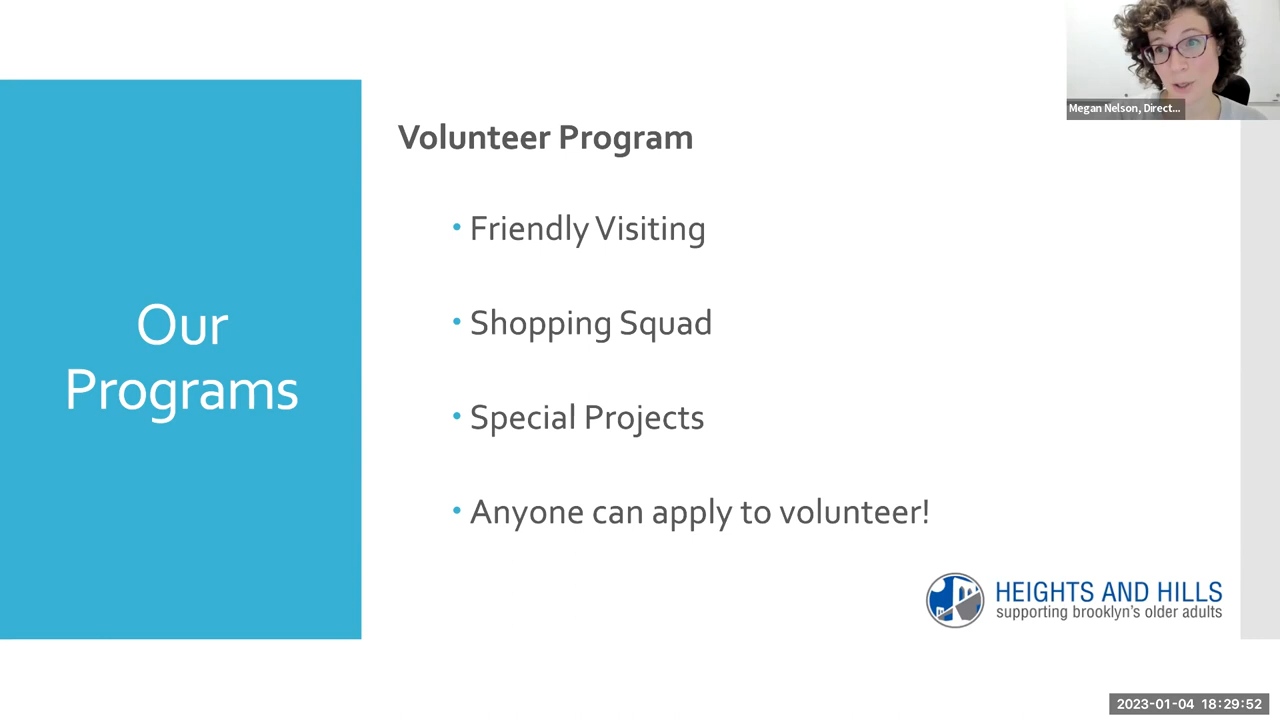 Megan Nelson, Direct...
Volunteer Program
• Friendly Visiting
• Shopping Squad
• Special Projects
• Anyone can apply to volunteer!
Our
Programs
HEIGHTS AND HILLS
supporting brooklyn's older adults
2023-01-04 18:29:52